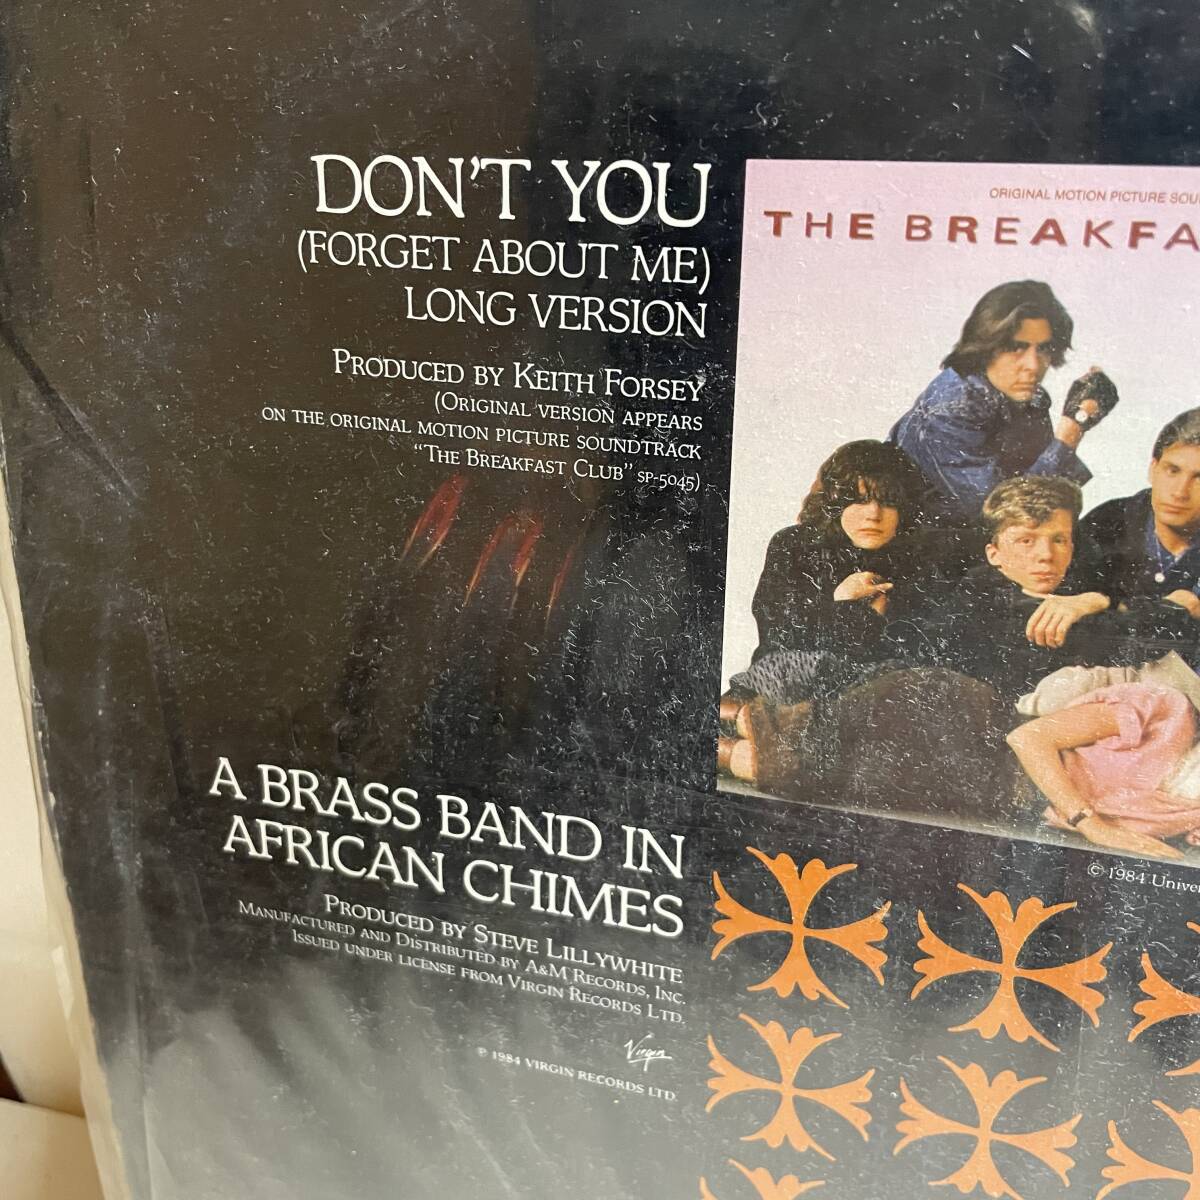 DON'T YOU
(FORGET ABOUT ME)
LONG VERSION
PRODUCED BY KEITH FORSEY
(ORIGINAL VERSION APPEARS
ON THE ORIGINAL MOTION PICTURE SOUNDTRACK
"THE BREAKFAST CLUB" SP-5045)
ORIGINAL MOTION PICTURE SOU
THE BREAKFA
A BRASS BAND IN
AFRICAN CHIMES
PRODUCED BY STEVE LILLYWHITE
MANUFACTURED AND DISTRIBUTED BY A&M RECORDS, INC.
ISSUED UNDER LICENSE FROM VIRGIN RECORDS LTD.
Virgin
℗ 1984 VIRGIN RECORDS LTD.
© 1984 Univer